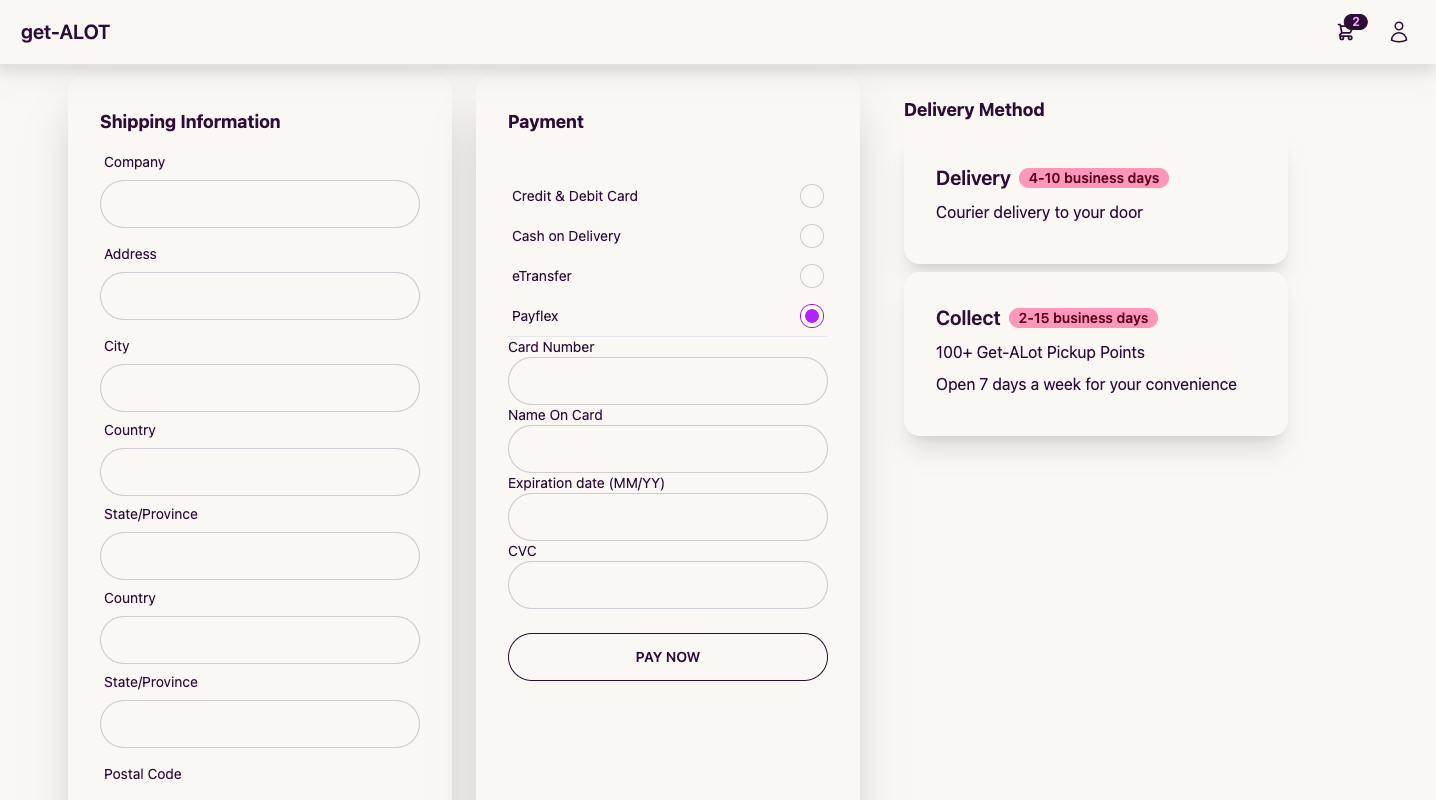 get-ALOT
2
Shipping Information
Company
Address
City
Country
State/Province
Country
State/Province
Postal Code
Payment
Credit & Debit Card
Cash on Delivery
eTransfer
Payflex
Card Number
Name On Card
Expiration date (MM/YY)
CVC
PAY NOW
Delivery Method
Delivery 4-10 business days
Courier delivery to your door
Collect 2-15 business days
100+ Get-ALot Pickup Points
Open 7 days a week for your convenience